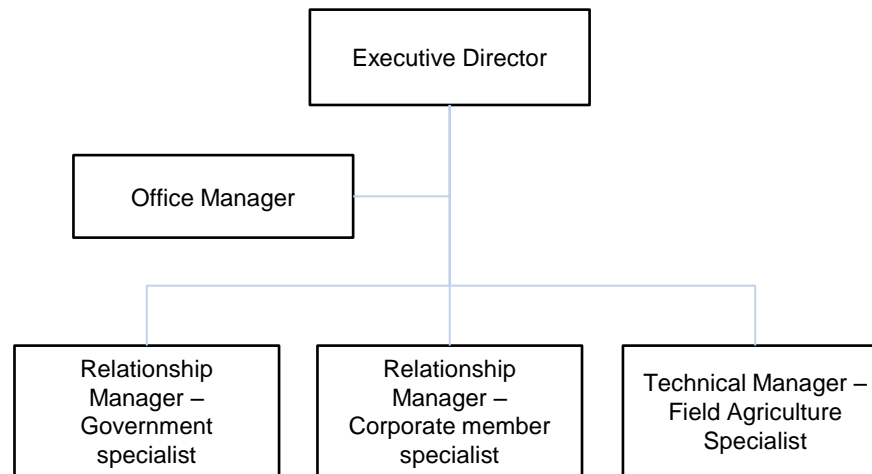 Executive Director
Office Manager
Relationship
Manager –
Government
specialist
Relationship
Manager –
Corporate member
specialist
Technical Manager –
Field Agriculture
Specialist